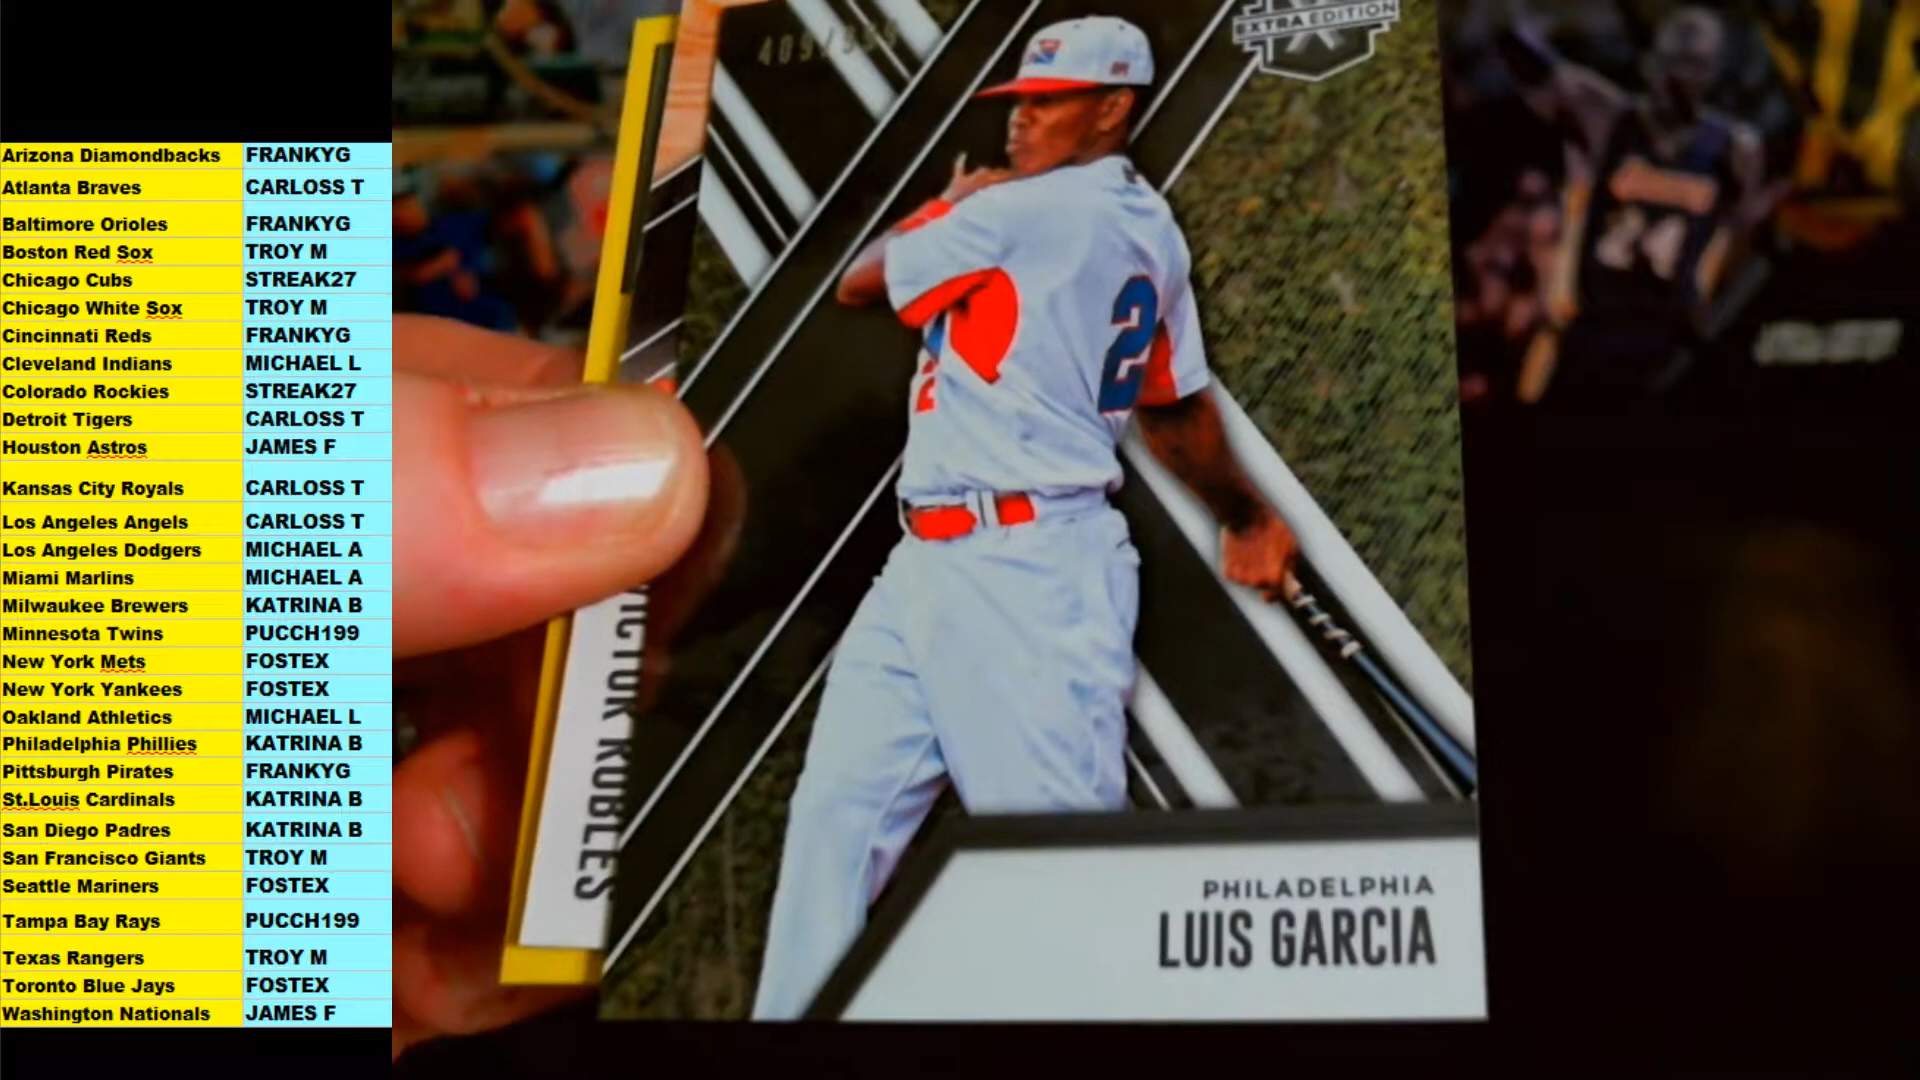 Arizona Diamondbacks FRANKYG
Atlanta Braves CARLOSS T
Baltimore Orioles FRANKYG
Boston Red Sox TROY M
Chicago Cubs STREAK27
Chicago White Sox TROY M
Cincinnati Reds FRANKYG
Cleveland Indians MICHAEL L
Colorado Rockies STREAK27
Detroit Tigers CARLOSS T
Houston Astros JAMES F
Kansas City Royals CARLOSS T
Los Angeles Angels CARLOSS T
Los Angeles Dodgers MICHAEL A
Miami Marlins MICHAEL A
Milwaukee Brewers KATRINA B
Minnesota Twins PUCCH199
New York Mets FOSTEX
New York Yankees FOSTEX
Oakland Athletics MICHAEL L
Philadelphia Phillies KATRINA B
Pittsburgh Pirates FRANKYG
St.Louis Cardinals KATRINA B
San Diego Padres KATRINA B
San Francisco Giants TROY M
Seattle Mariners FOSTEX
Tampa Bay Rays PUCCH199
Texas Rangers TROY M
Toronto Blue Jays FOSTEX
Washington Nationals JAMES F
EXTRA EDITION
2
2
24
VICTOR ROBLES
PHILADELPHIA
LUIS GARCIA